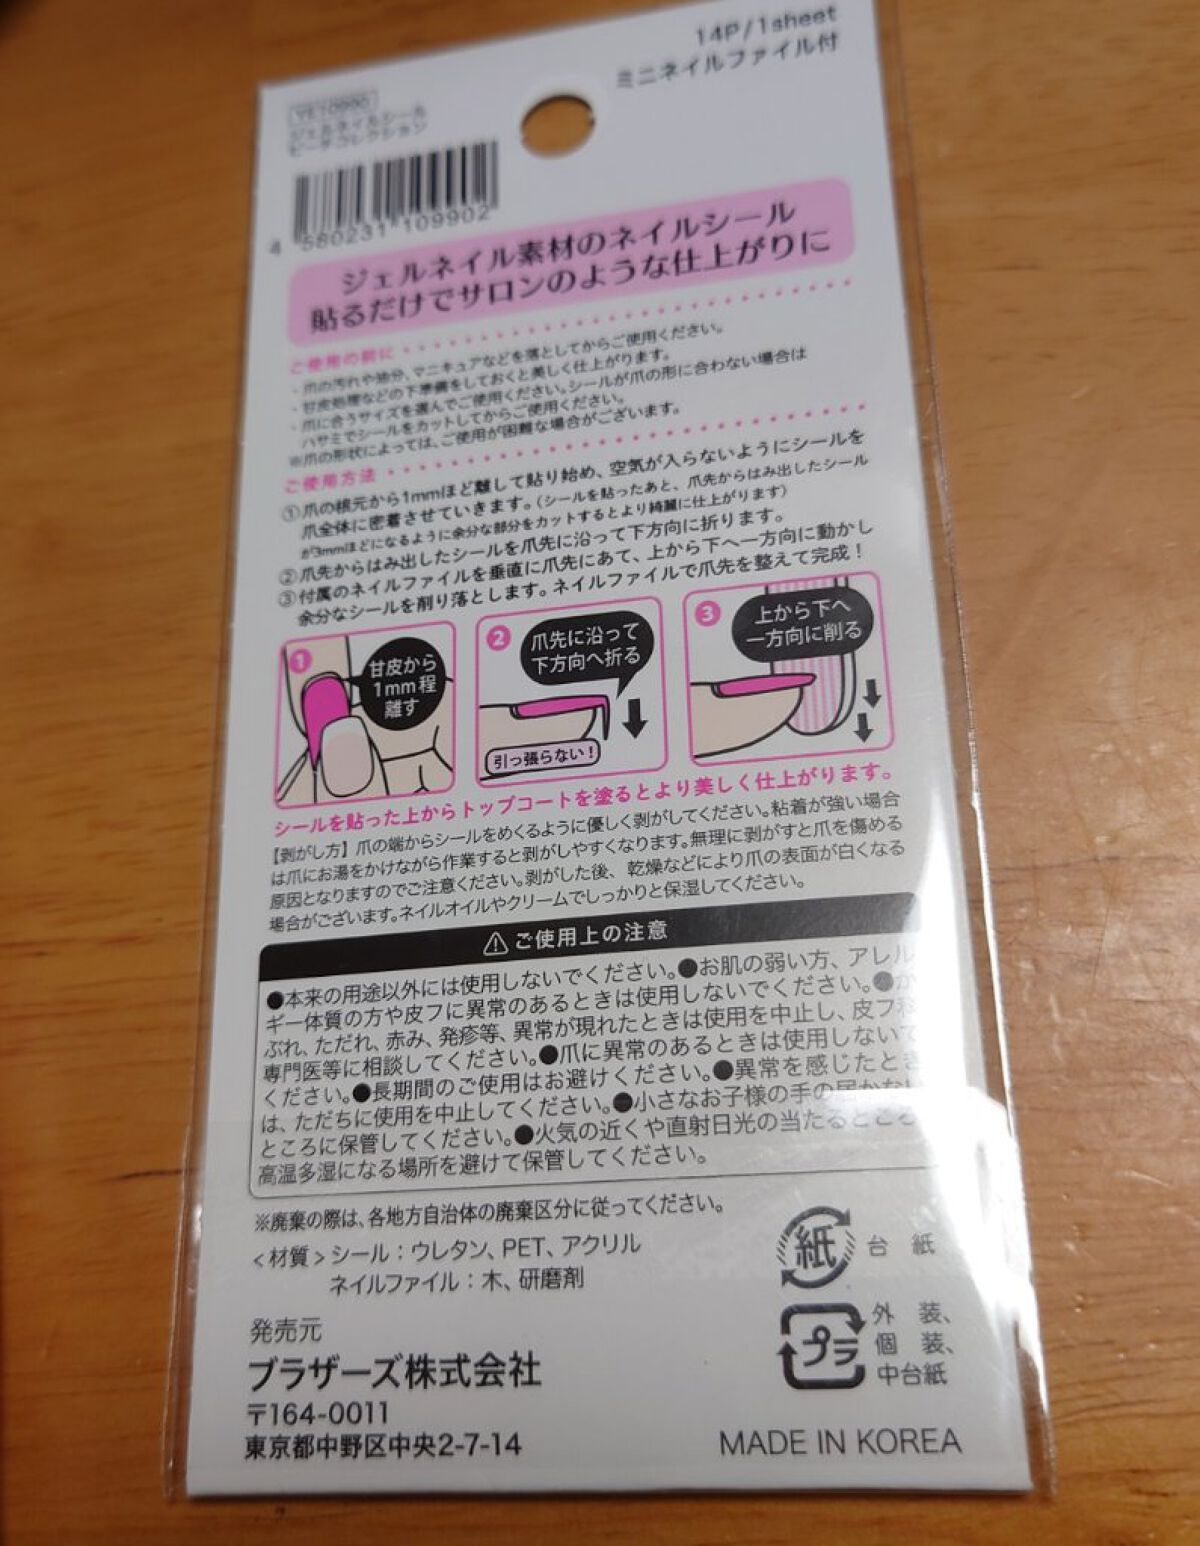 14P/1sheet
ミニネイルファイル付
ジェルネイルシール
ピーチコレクション
4 580231 109902
ジェルネイル素材のネイルシール
貼るだけでサロンのような仕上がりに
ご使用の前に
・爪の汚れや油分、マニキュアなどを落としてからご使用ください。
・甘皮処理などの下準備をしておくと美しく仕上がります。
・爪に合うサイズを選んでご使用ください。シールが爪の形に合わない場合は
ハサミでシールをカットしてからご使用ください。
※爪の形状によっては、ご使用が困難な場合がございます。
ご使用方法
①爪の根元から1mmほど離して貼り始め、空気が入らないようにシールを
爪全体に密着させていきます。(シールを貼ったあと、爪先からはみ出したシール
が3mmほどになるように余分な部分をカットするとより綺麗に仕上がります)
②爪先からはみ出したシールを爪先に沿って下方向に折ります。
③付属のネイルファイルを垂直に爪先にあて、上から下へ一方向に動かし
余分なシールを削り落とします。ネイルファイルで爪先を整えて完成！
1
甘皮から
1mm程
離す
2
爪先に沿って
下方向へ折る
引っ張らない！
3
上から下へ
一方向に削る
シールを貼った上からトップコートを塗るとより美しく仕上がります。
【剥がし方】爪の端からシールをめくるように優しく剥がしてください。粘着が強い場合
は爪にお湯をかけながら作業すると剥がしやすくなります。無理に剥がすと爪を傷める
原因となりますのでご注意ください。剥がした後、乾燥などにより爪の表面が白くなる
場合がございます。ネイルオイルやクリームでしっかりと保湿してください。
⚠ご使用上の注意
●本来の用途以外には使用しないでください。●お肌の弱い方、アレル
ギー体質の方や皮フに異常のあるときは使用しないでください。●か
ぶれ、ただれ、赤み、発疹等、異常が現れたときは使用を中止し、皮フ科
専門医等に相談してください。●爪に異常のあるときは使用しないで
ください。●長期間のご使用はお避けください。●異常を感じたとき
は、ただちに使用を中止してください。●小さなお子様の手の届かない
ところに保管してください。●火気の近くや直射日光の当たるところ
高温多湿になる場所を避けて保管してください。
※廃棄の際は、各地方自治体の廃棄区分に従ってください。
<材質>シール：ウレタン、PET、アクリル
ネイルファイル：木、研磨剤
発売元
ブラザーズ株式会社
〒164-0011
東京都中野区中央2-7-14
紙 台 紙
プラ 外 装、
個 装、
中台紙
MADE IN KOREA